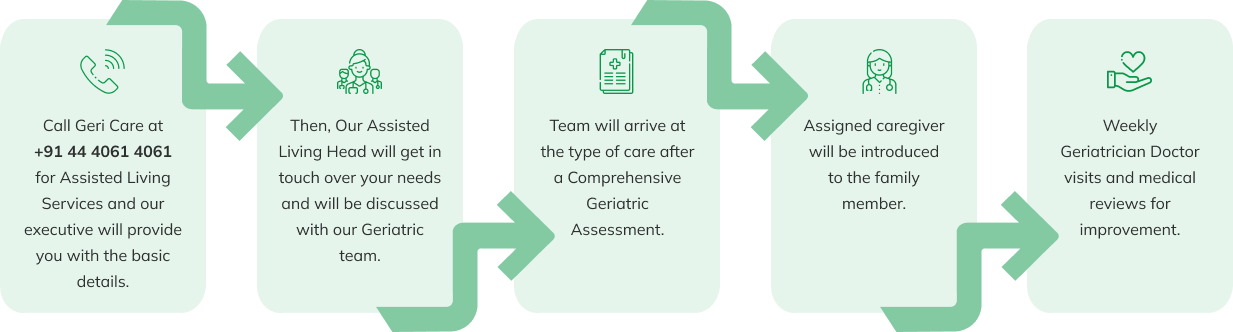 Call Geri Care at
+91 44 4061 4061
for Assisted Living
Services and our
executive will provide
you with the basic
details.
Then, Our Assisted
Living Head will get in
touch over your needs
and will be discussed
with our Geriatric
team.
Team will arrive at
the type of care after
a Comprehensive
Geriatric
Assessment.
Assigned caregiver
will be introduced
to the family
member.
Weekly
Geriatrician Doctor
visits and medical
reviews for
improvement.